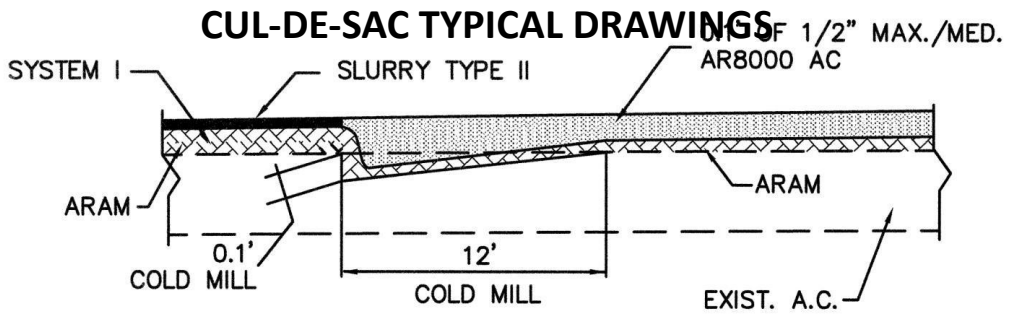 CUL-DE-SAC TYPICAL DRAWINGS
0.1' OF 1/2" MAX./MED.
AR8000 AC
SYSTEM I
SLURRY TYPE II
ARAM
ARAM
0.1'
COLD MILL
12'
COLD MILL
EXIST. A.C.